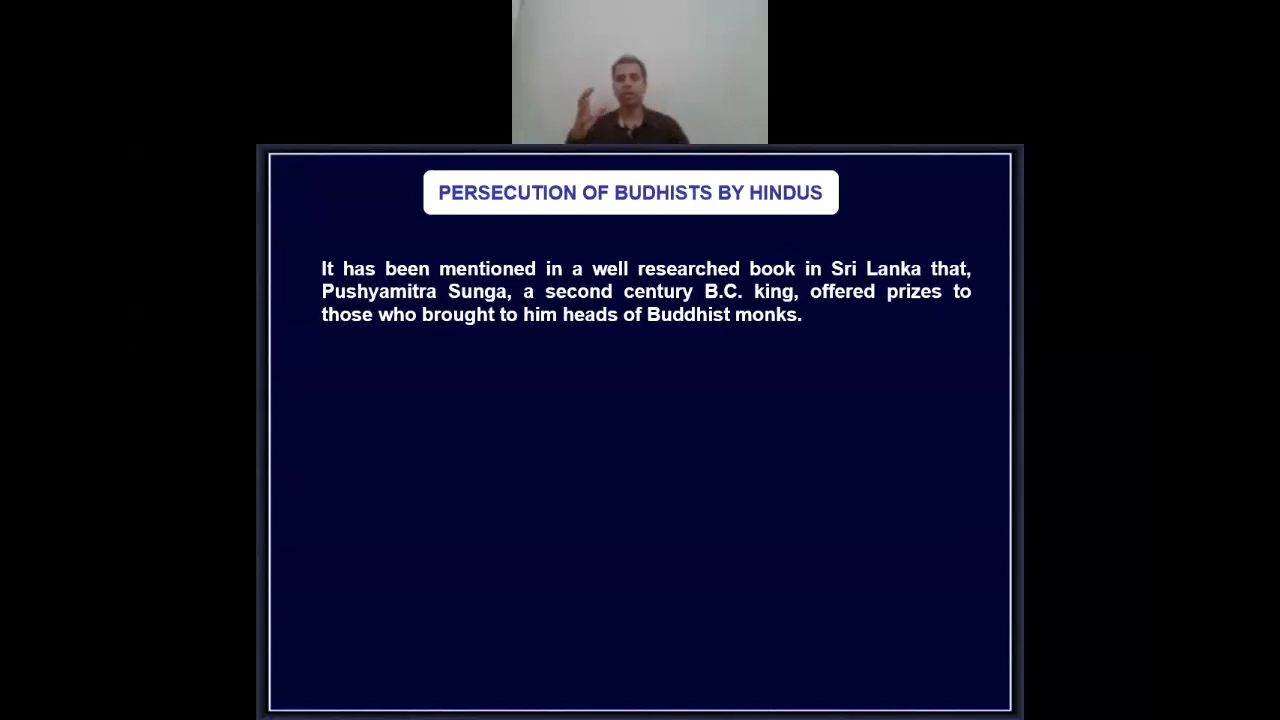 PERSECUTION OF BUDHISTS BY HINDUS
It has been mentioned in a well researched book in Sri Lanka that,
Pushyamitra Sunga, a second century B.C. king, offered prizes to
those who brought to him heads of Buddhist monks.